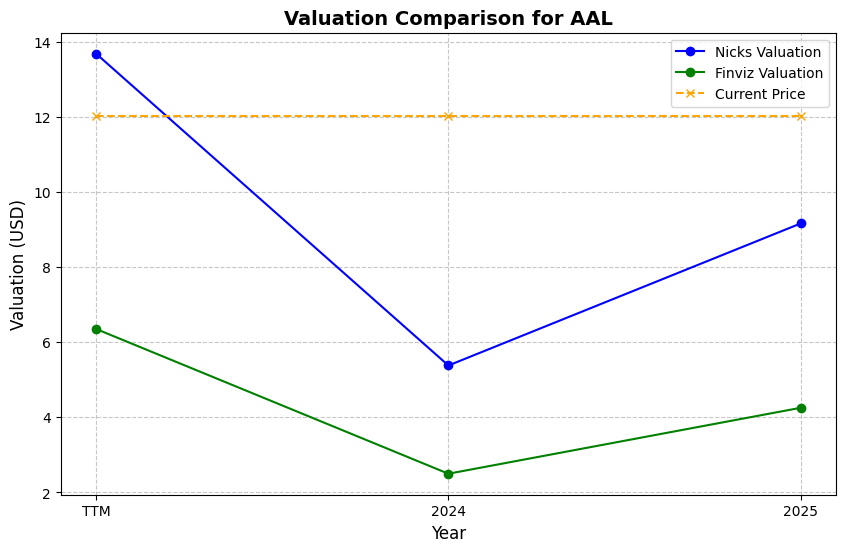 Valuation Comparison for AAL
Nicks Valuation
Finviz Valuation
Current Price
Valuation (USD)
14
12
10
8
6
4
2
TTM
2024
2025
Year